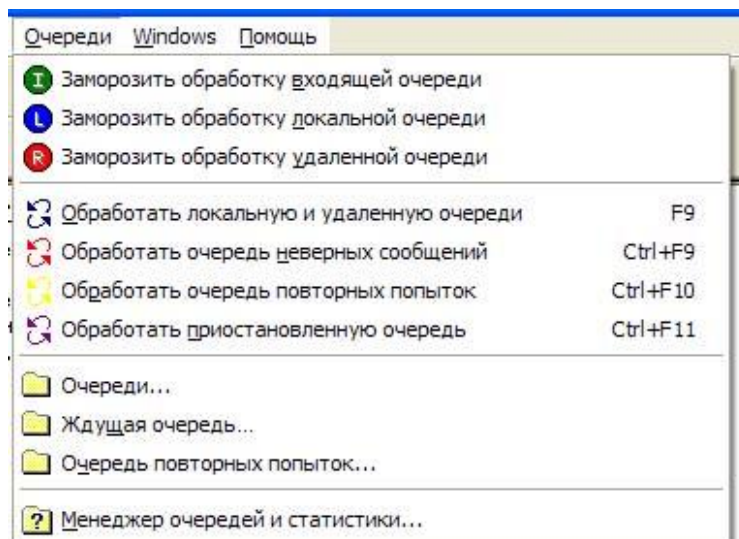 Очереди Windows Помощь
I Заморозить обработку входящей очереди
L Заморозить обработку локальной очереди
R Заморозить обработку удаленной очереди
Обработать локальную и удаленную очереди F9
Обработать очередь неверных сообщений Ctrl+F9
Обработать очередь повторных попыток Ctrl+F10
Обработать приостановленную очередь Ctrl+F11
Очереди...
Ждущая очередь...
Очередь повторных попыток...
? Менеджер очередей и статистики...